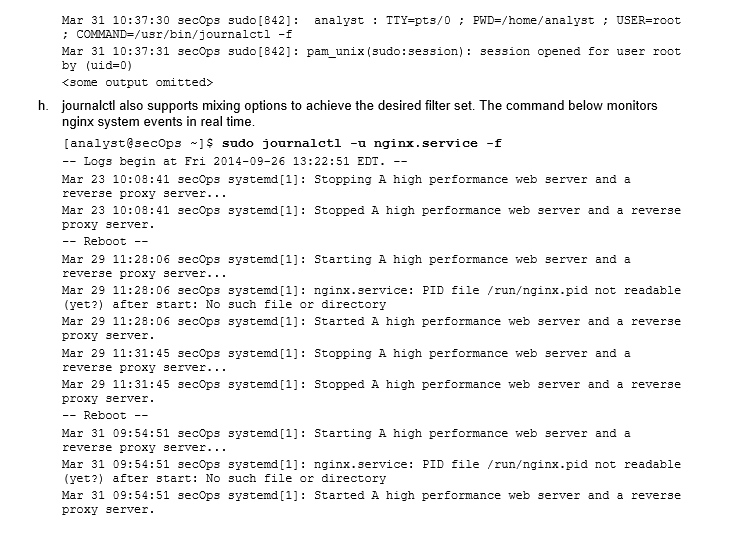 Mar 31 10:37:30 secOps sudo[842]:  analyst : TTY=pts/0 ; PWD=/home/analyst ; USER=root
; COMMAND=/usr/bin/journalctl -f
Mar 31 10:37:31 secOps sudo[842]: pam_unix(sudo:session): session opened for user root
by (uid=0)
<some output omitted>
h. journalctl also supports mixing options to achieve the desired filter set. The command below monitors
nginx system events in real time.
[analyst@secOps ~]$ sudo journalctl -u nginx.service -f
-- Logs begin at Fri 2014-09-26 13:22:51 EDT. --
Mar 23 10:08:41 secOps systemd[1]: Stopping A high performance web server and a
reverse proxy server...
Mar 23 10:08:41 secOps systemd[1]: Stopped A high performance web server and a reverse
proxy server.
-- Reboot --
Mar 29 11:28:06 secOps systemd[1]: Starting A high performance web server and a
reverse proxy server...
Mar 29 11:28:06 secOps systemd[1]: nginx.service: PID file /run/nginx.pid not readable
(yet?) after start: No such file or directory
Mar 29 11:28:06 secOps systemd[1]: Started A high performance web server and a reverse
proxy server.
Mar 29 11:31:45 secOps systemd[1]: Stopping A high performance web server and a
reverse proxy server...
Mar 29 11:31:45 secOps systemd[1]: Stopped A high performance web server and a reverse
proxy server.
-- Reboot --
Mar 31 09:54:51 secOps systemd[1]: Starting A high performance web server and a
reverse proxy server...
Mar 31 09:54:51 secOps systemd[1]: nginx.service: PID file /run/nginx.pid not readable
(yet?) after start: No such file or directory
Mar 31 09:54:51 secOps systemd[1]: Started A high performance web server and a reverse
proxy server.